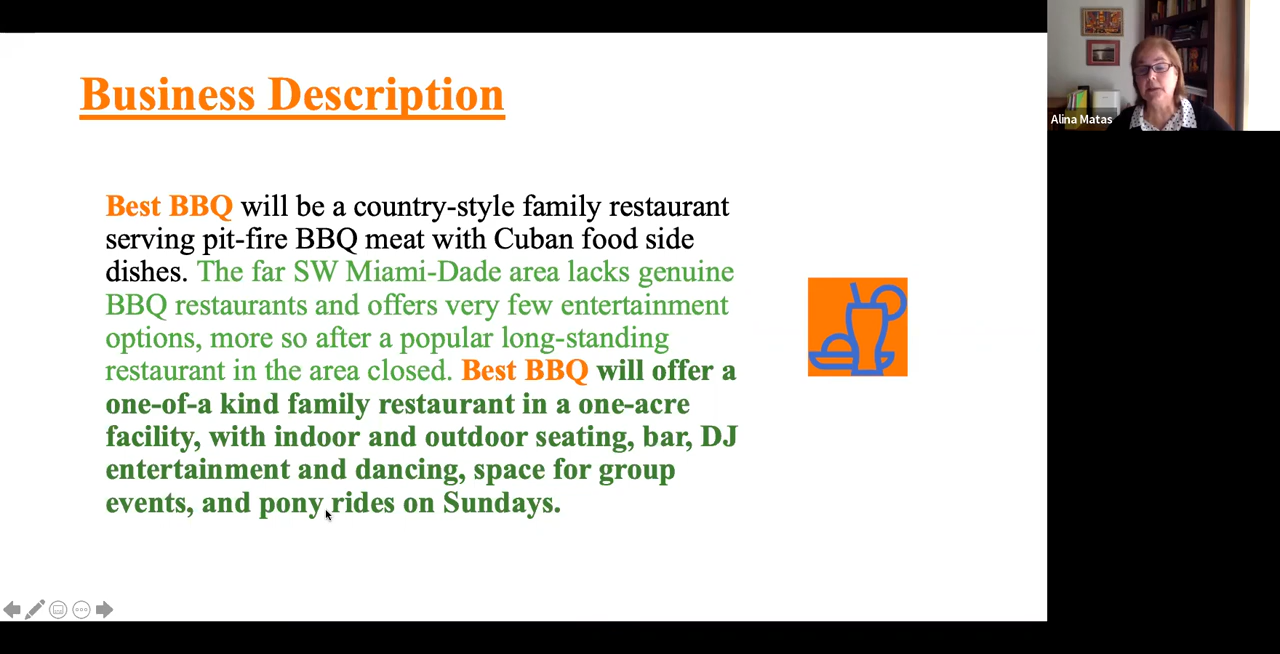 Business Description
Best BBQ will be a country-style family restaurant
serving pit-fire BBQ meat with Cuban food side
dishes. The far SW Miami-Dade area lacks genuine
BBQ restaurants and offers very few entertainment
options, more so after a popular long-standing
restaurant in the area closed. Best BBQ will offer a
one-of-a kind family restaurant in a one-acre
facility, with indoor and outdoor seating, bar, DJ
entertainment and dancing, space for group
events, and pony rides on Sundays.
Alina Matas